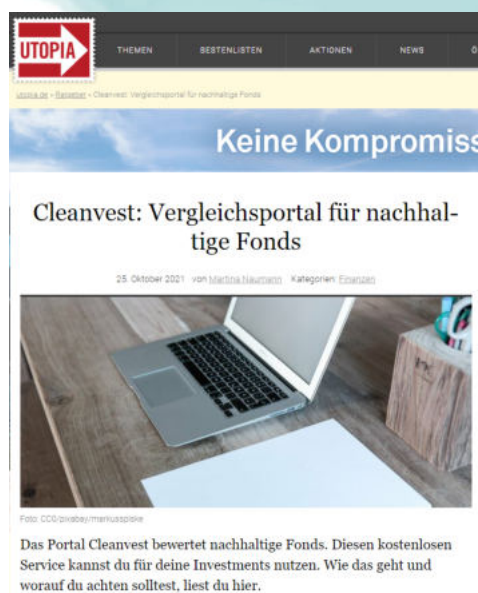 UTOPIA
THEMEN BESTENLISTEN AKTIONEN NEWS Ö
utopia.de » Ratgeber » Cleanvest: Vergleichsportal für nachhaltige Fonds
Keine Kompromiss
Cleanvest: Vergleichsportal für nachhal-
tige Fonds
25. Oktober 2021 von Martina Naumann Kategorien: Finanzen
Foto: CC0/pixabay/markusspiske
Das Portal Cleanvest bewertet nachhaltige Fonds. Diesen kostenlosen
Service kannst du für deine Investments nutzen. Wie das geht und
worauf du achten solltest, liest du hier.